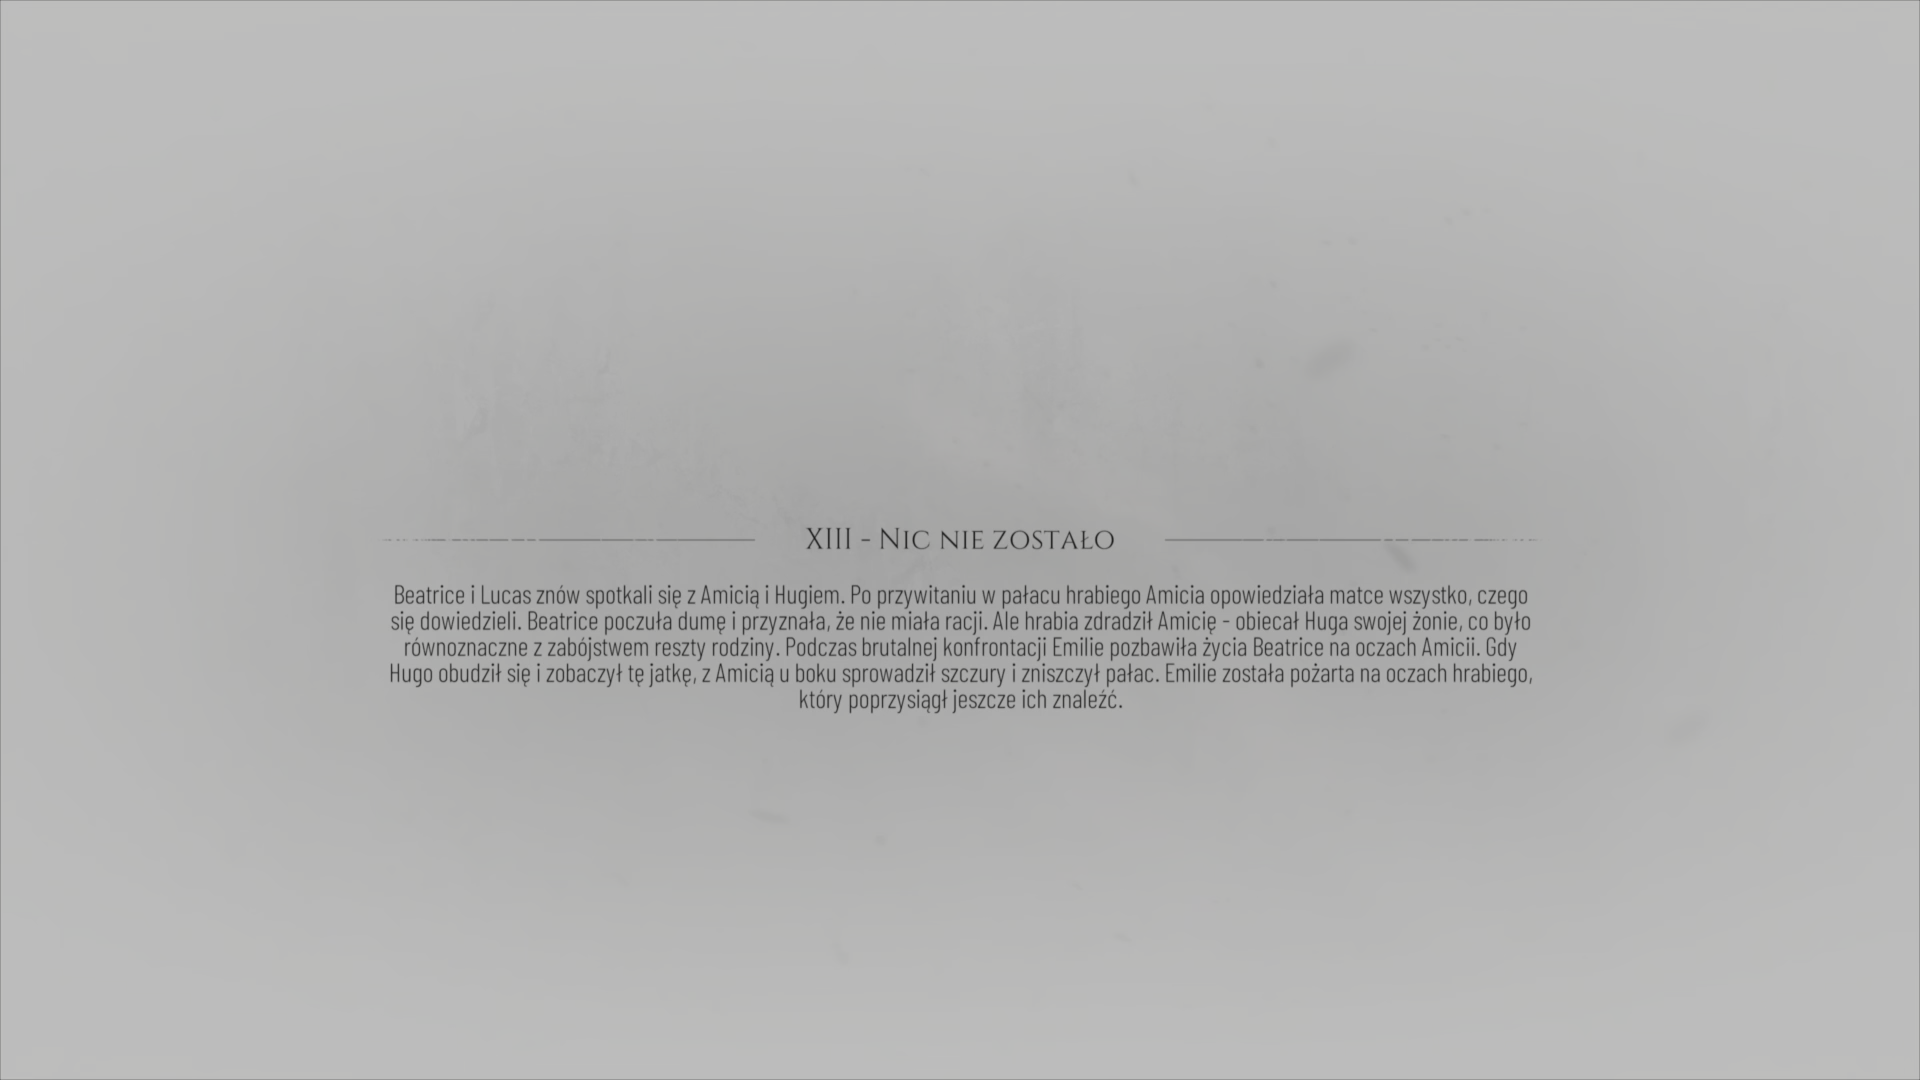 XIII - Nic nie zostało
Beatrice i Lucas znów spotkali się z Amicią i Hugiem. Po przywitaniu w pałacu hrabiego Amicia opowiedziała matce wszystko, czego
się dowiedzieli. Beatrice poczuła dumę i przyznała, że nie miała racji. Ale hrabia zdradził Amicię - obiecał Huga swojej żonie, co było
równoznaczne z zabójstwem reszty rodziny. Podczas brutalnej konfrontacji Emilie pozbawiła życia Beatrice na oczach Amicii. Gdy
Hugo obudził się i zobaczył tę jatkę, z Amicią u boku sprowadził szczury i zniszczył pałac. Emilie została pożarta na oczach hrabiego,
który poprzysiągł jeszcze ich znaleźć.